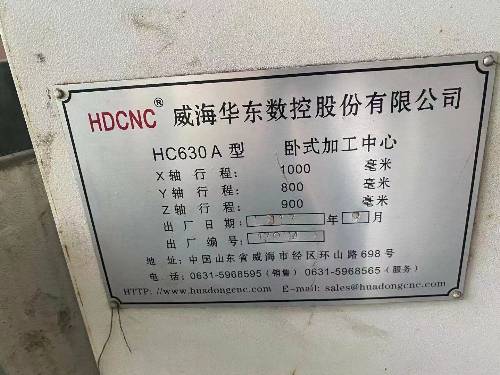 HDCNC® 威海华东数控股份有限公司
HC630A 型 卧式加工中心
X 轴 行 程: 1000 毫米
Y 轴 行 程: 800 毫米
Z 轴 行 程: 900 毫米
出 厂 日 期: 年 月
出 厂 编 号:
地 址: 中国山东省威海市经区环山路698号
电 话: 0631-5968595 (销售) 0631-5968565 (服务)
HTTP: //www.huadongcnc.com E-mail: sales@huadongcnc.com